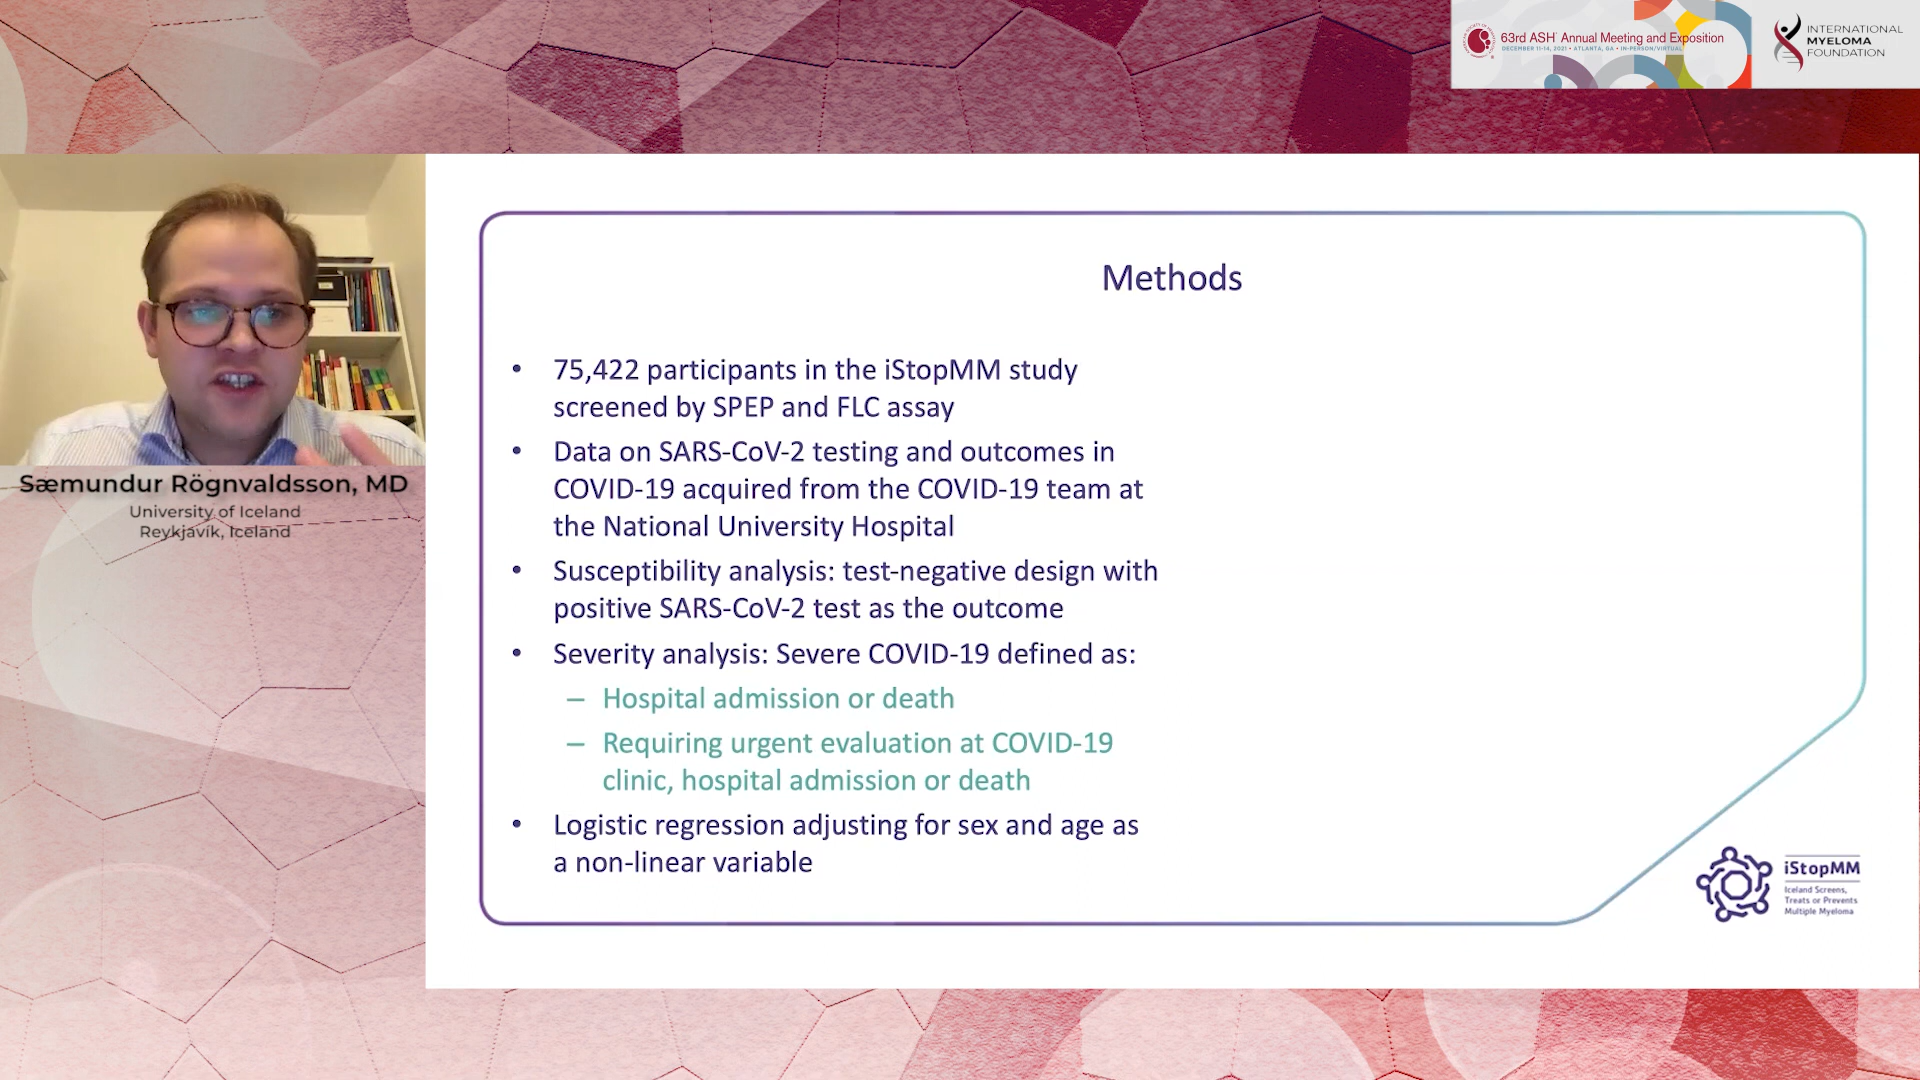 63rd ASH Annual Meeting and Exposition
DECEMBER 11-14, 2021 • ATLANTA, GA • IN-PERSON/VIRTUAL
INTERNATIONAL
MYELOMA
FOUNDATION
Sæmundur Rögnvaldsson, MD
University of Iceland
Reykjavík, Iceland
Methods
• 75,422 participants in the iStopMM study
screened by SPEP and FLC assay
• Data on SARS-CoV-2 testing and outcomes in
COVID-19 acquired from the COVID-19 team at
the National University Hospital
• Susceptibility analysis: test-negative design with
positive SARS-CoV-2 test as the outcome
• Severity analysis: Severe COVID-19 defined as:
– Hospital admission or death
– Requiring urgent evaluation at COVID-19
clinic, hospital admission or death
• Logistic regression adjusting for sex and age as
a non-linear variable
iStopMM
Iceland Screens,
Treats or Prevents
Multiple Myeloma